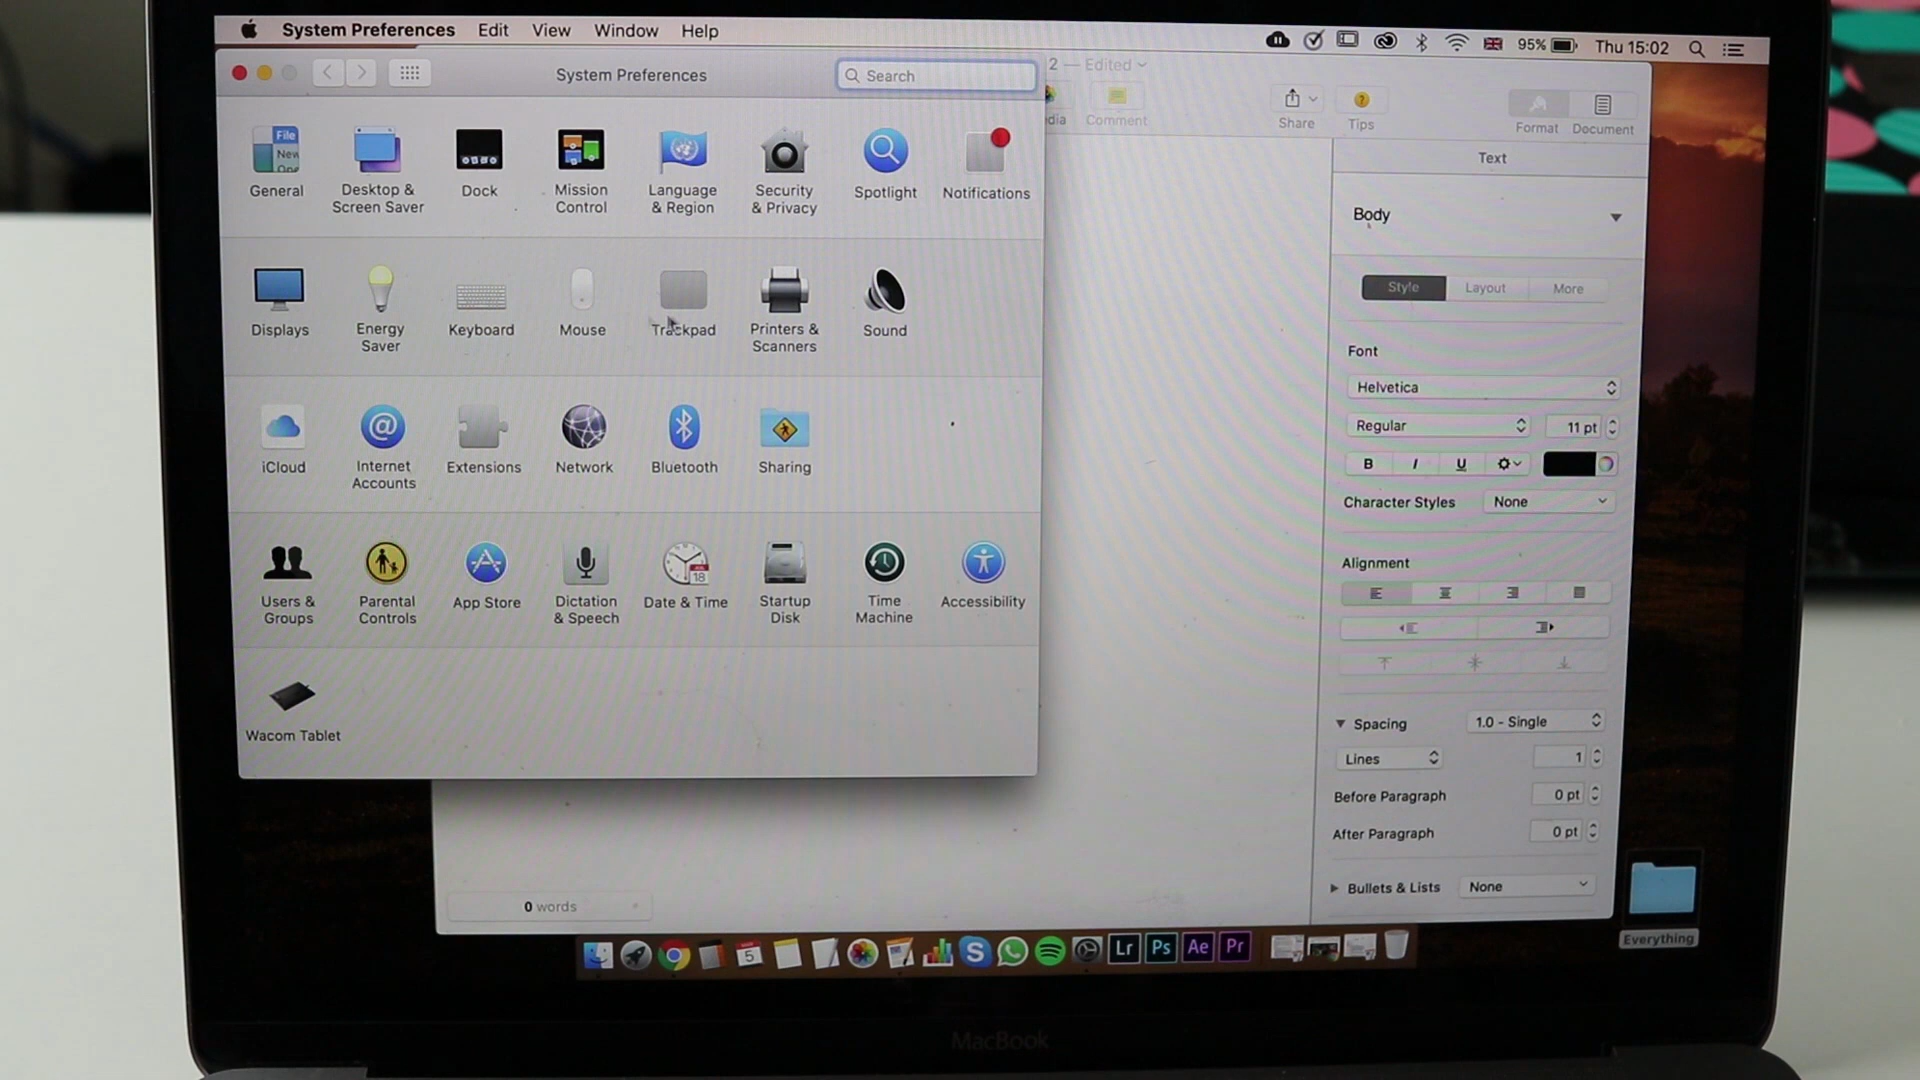 System Preferences Edit View Window Help
95% Thu 15:02
System Preferences
Search
2 — Edited
Comment
Share
Tips
Format
Document
File
New
General
Desktop &
Screen Saver
Dock
Mission
Control
Language
& Region
Security
& Privacy
Spotlight
Notifications
Displays
Energy
Saver
Keyboard
Mouse
Trackpad
Printers &
Scanners
Sound
iCloud
@
Internet
Accounts
Extensions
Network
Bluetooth
Sharing
Users &
Groups
Parental
Controls
App Store
Dictation
& Speech
18
Date & Time
Startup
Disk
Time
Machine
Accessibility
Wacom Tablet
Text
Body
Style Layout More
Font
Helvetica
Regular 11 pt
B I U
Character Styles None
Alignment
Spacing 1.0 - Single
Lines 1
Before Paragraph 0 pt
After Paragraph 0 pt
Bullets & Lists None
0 words
Everything
5
S
Lr Ps Ae Pr
MacBook